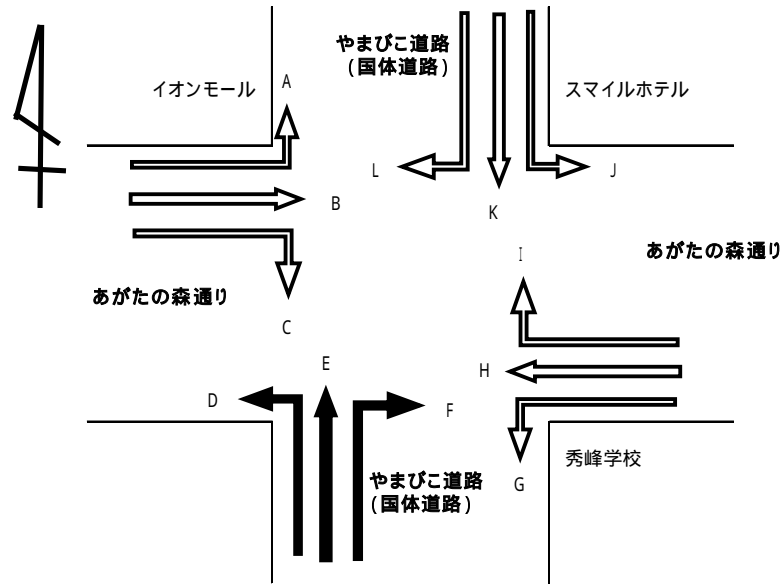 やまびこ道路
(国体道路)
イオンモール
A
スマイルホテル
L
J
B
K
I
あがたの森通り
あがたの森通り
C
E
H
D
F
秀峰学校
やまびこ道路
(国体道路)
G